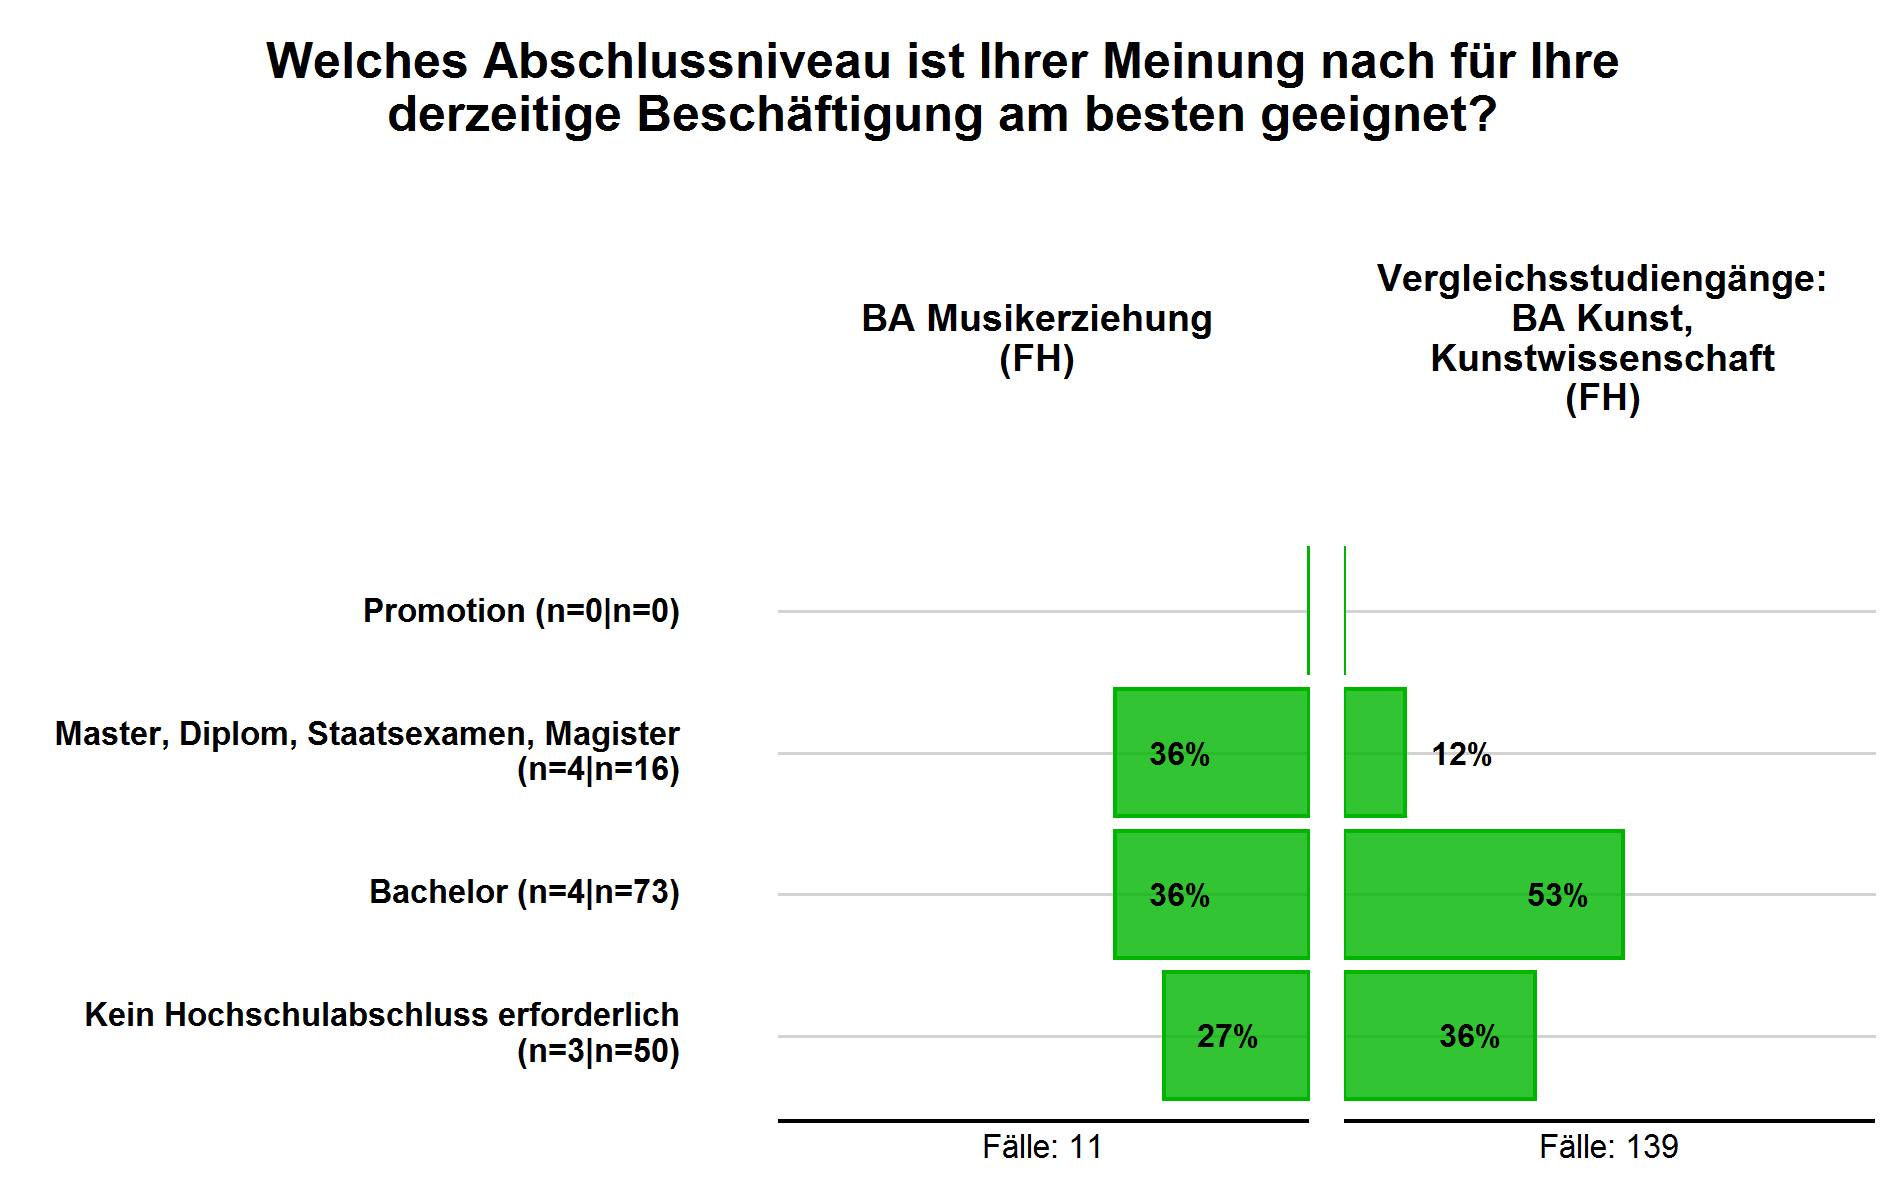 Welches Abschlussniveau ist Ihrer Meinung nach für Ihre
derzeitige Beschäftigung am besten geeignet?
BA Musikerziehung
(FH)
Vergleichsstudiengänge:
BA Kunst,
Kunstwissenschaft
(FH)
Promotion (n=0|n=0)
Master, Diplom, Staatsexamen, Magister
(n=4|n=16)
36%
12%
Bachelor (n=4|n=73)
36%
53%
Kein Hochschulabschluss erforderlich
(n=3|n=50)
27%
36%
Fälle: 11
Fälle: 139